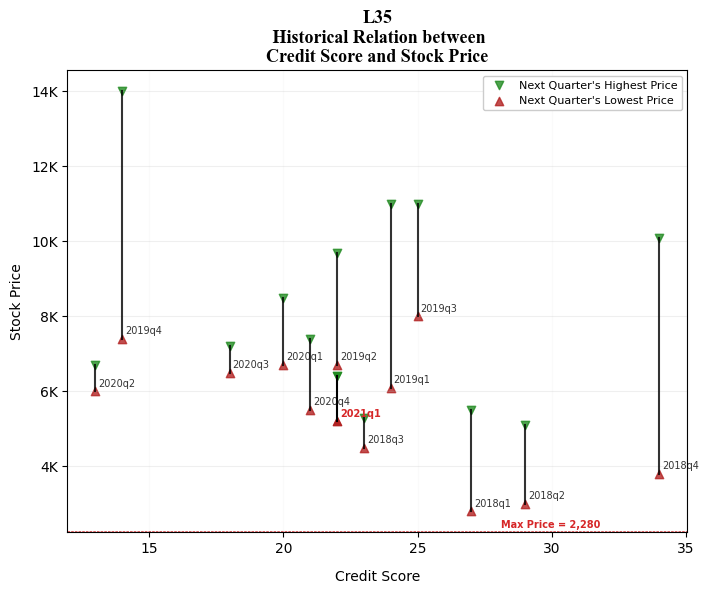 L35
Historical Relation between
Credit Score and Stock Price
Next Quarter's Highest Price
Next Quarter's Lowest Price
14K
12K
10K
8K
6K
4K
Stock Price
2019q4
2019q3
2020q1
2019q2
2020q3
2019q1
2020q2
2020q4
2021q1
2018q3
2018q4
2018q1
2018q2
Max Price = 2,280
15
20
25
30
35
Credit Score